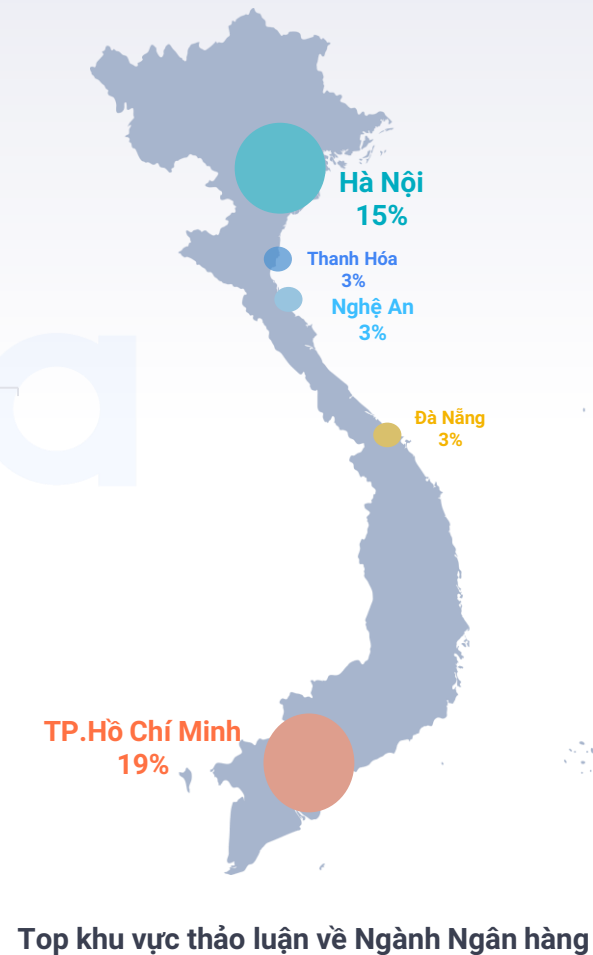 Hà Nội
15%
Thanh Hóa
3%
Nghệ An
3%
Đà Nẵng
3%
TP.Hồ Chí Minh
19%
Top khu vực thảo luận về Ngành Ngân hàng